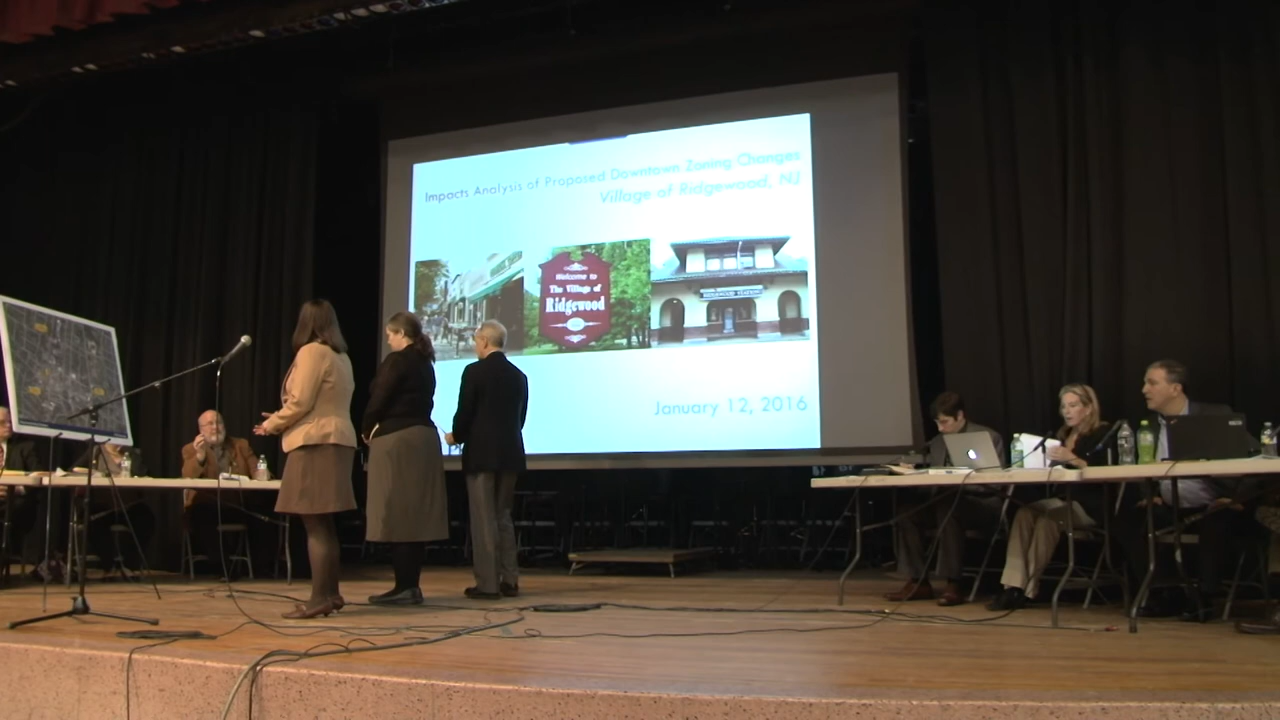 Impacts Analysis of Proposed Downtown Zoning Changes
Village of Ridgewood, NJ
Welcome to
The Village of
Ridgewood
RIDGEWOOD STATION
January 12, 2016